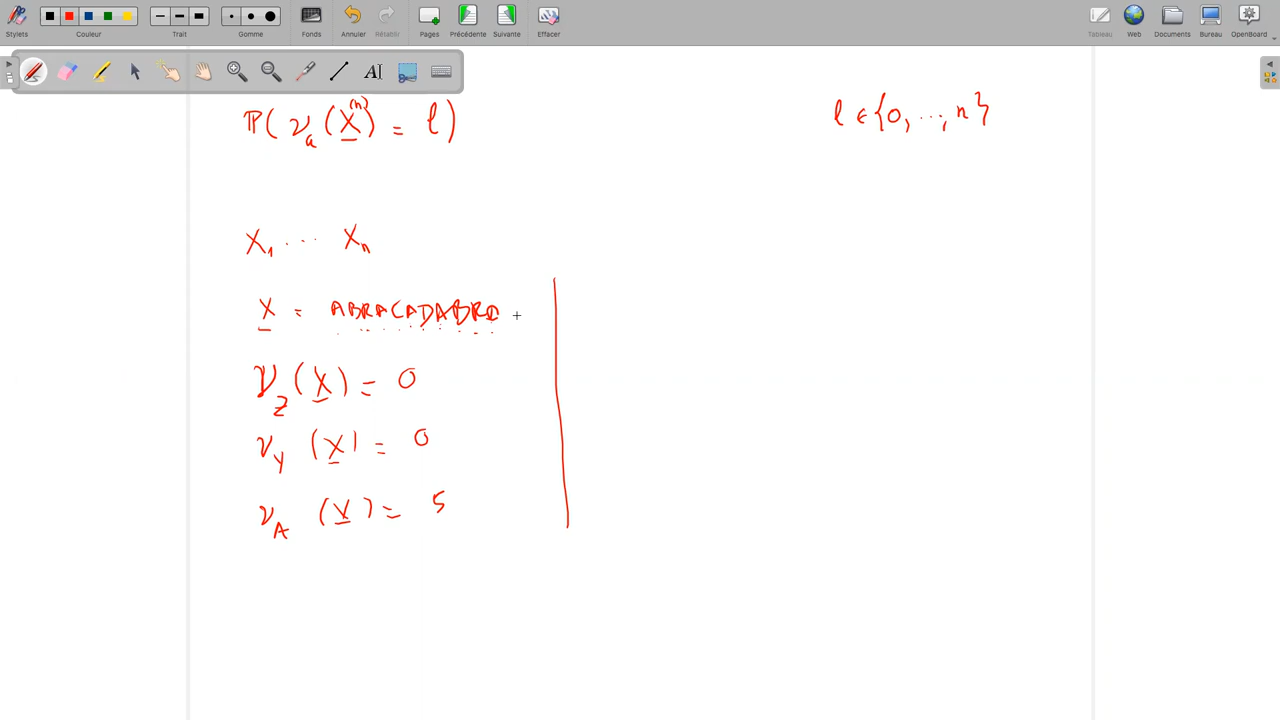 Stylets Couleur Trait Gomme Fonds Annuler Rétablir Pages Précédente Suivante Effacer Tableau Web Documents Bureau OpenBoard
ℙ( ν_a (X^(n)) = l ) l ∈ {0, ..., n}
X_1 ... X_n
X = ABRACADABRA
ν_Z (X) = 0
ν_Y (X) = 0
ν_A (X) = 5